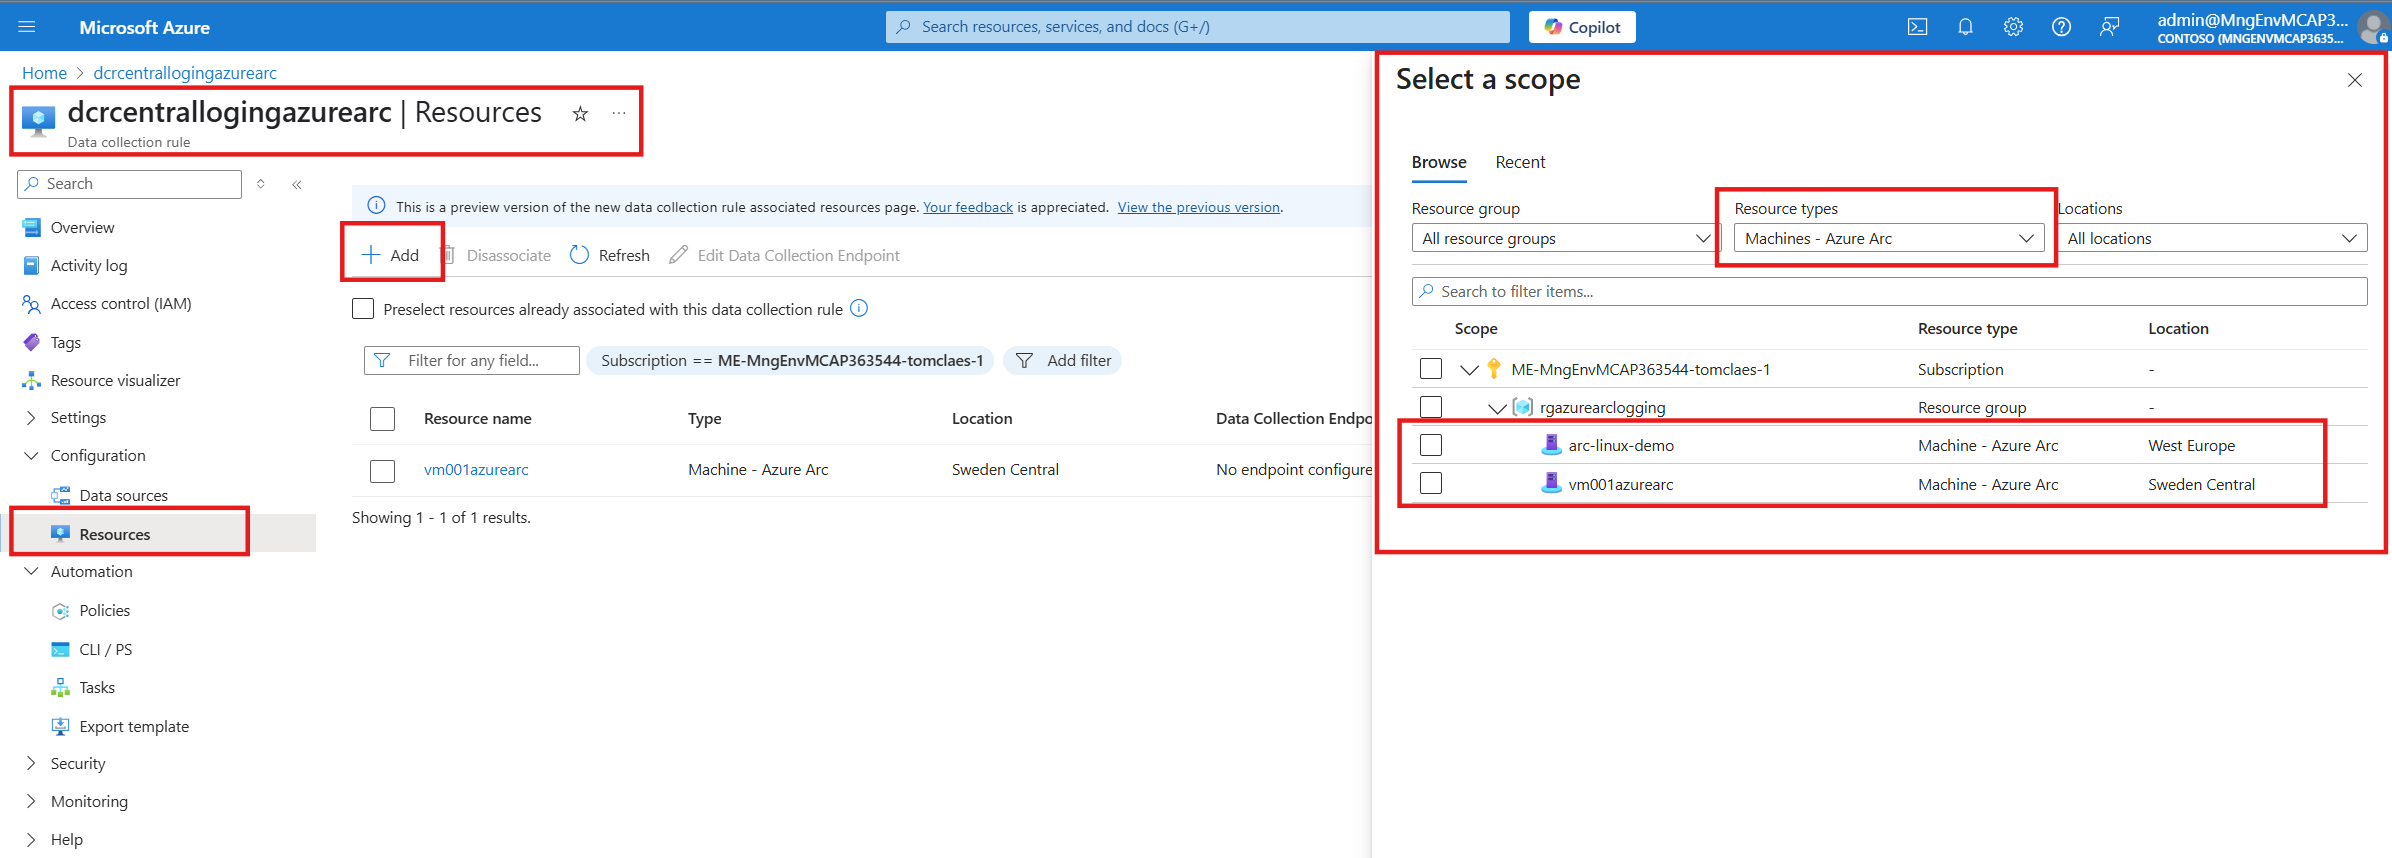 Microsoft Azure
Search resources, services, and docs (G+/)
Copilot
admin@MngEnvMCAP3...
CONTOSO (MNGENVMCAP3635...
Home > dcrcentrallogingazurearc
dcrcentrallogingazurearc | Resources
Data collection rule
Search
Overview
Activity log
Access control (IAM)
Tags
Resource visualizer
Settings
Configuration
Data sources
Resources
Automation
Policies
CLI / PS
Tasks
Export template
Security
Monitoring
Help
This is a preview version of the new data collection rule associated resources page. Your feedback is appreciated. View the previous version.
Add
Disassociate
Refresh
Edit Data Collection Endpoint
Preselect resources already associated with this data collection rule
Filter for any field...
Subscription == ME-MngEnvMCAP363544-tomclaes-1
Add filter
Resource name Type Location Data Collection Endpo
vm001azurearc Machine - Azure Arc Sweden Central No endpoint configure
Showing 1 - 1 of 1 results.
Select a scope
Browse Recent
Resource group Resource types Locations
All resource groups Machines - Azure Arc All locations
Search to filter items...
Scope Resource type Location
ME-MngEnvMCAP363544-tomclaes-1 Subscription -
rgazurearclogging Resource group -
arc-linux-demo Machine - Azure Arc West Europe
vm001azurearc Machine - Azure Arc Sweden Central